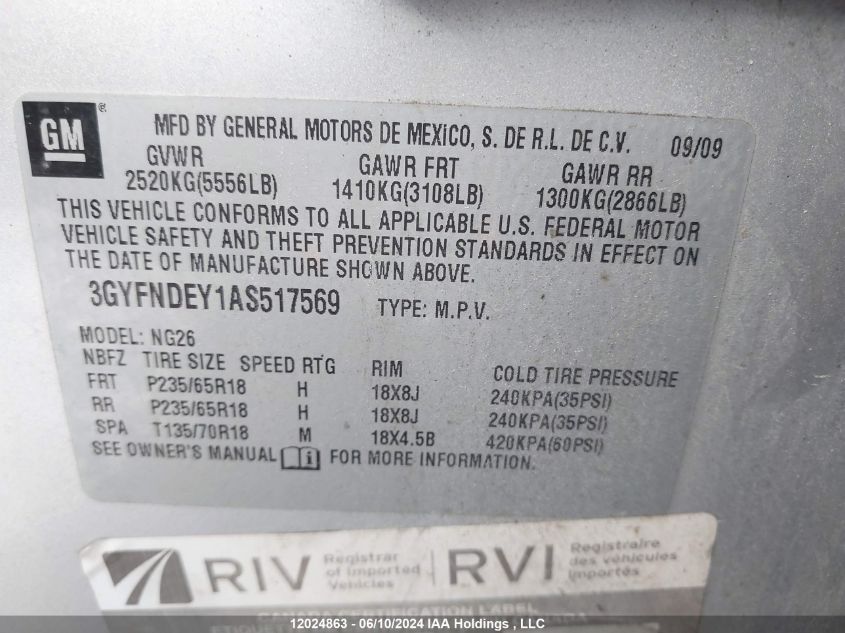 GM ®
MFD BY GENERAL MOTORS DE MEXICO, S. DE R.L. DE C.V. 09/09
GVWR GAWR FRT GAWR RR
2520KG(5556LB) 1410KG(3108LB) 1300KG(2866LB)
THIS VEHICLE CONFORMS TO ALL APPLICABLE U.S. FEDERAL MOTOR
VEHICLE SAFETY AND THEFT PREVENTION STANDARDS IN EFFECT ON
THE DATE OF MANUFACTURE SHOWN ABOVE.
3GYFNDEY1AS517569 TYPE: M.P.V.
MODEL: NG26
NBFZ TIRE SIZE SPEED RTG RIM COLD TIRE PRESSURE
FRT P235/65R18 H 18X8J 240KPA(35PSI)
RR P235/65R18 H 18X8J 240KPA(35PSI)
SPA T135/70R18 M 18X4.5B 420KPA(60PSI)
SEE OWNER'S MANUAL i FOR MORE INFORMATION.
RIV Registrar of Imported Vehicles RVI Registraire des véhicules importés
CANADA CERTIFICATION LABEL
12024863 - 06/10/2024 IAA Holdings, LLC